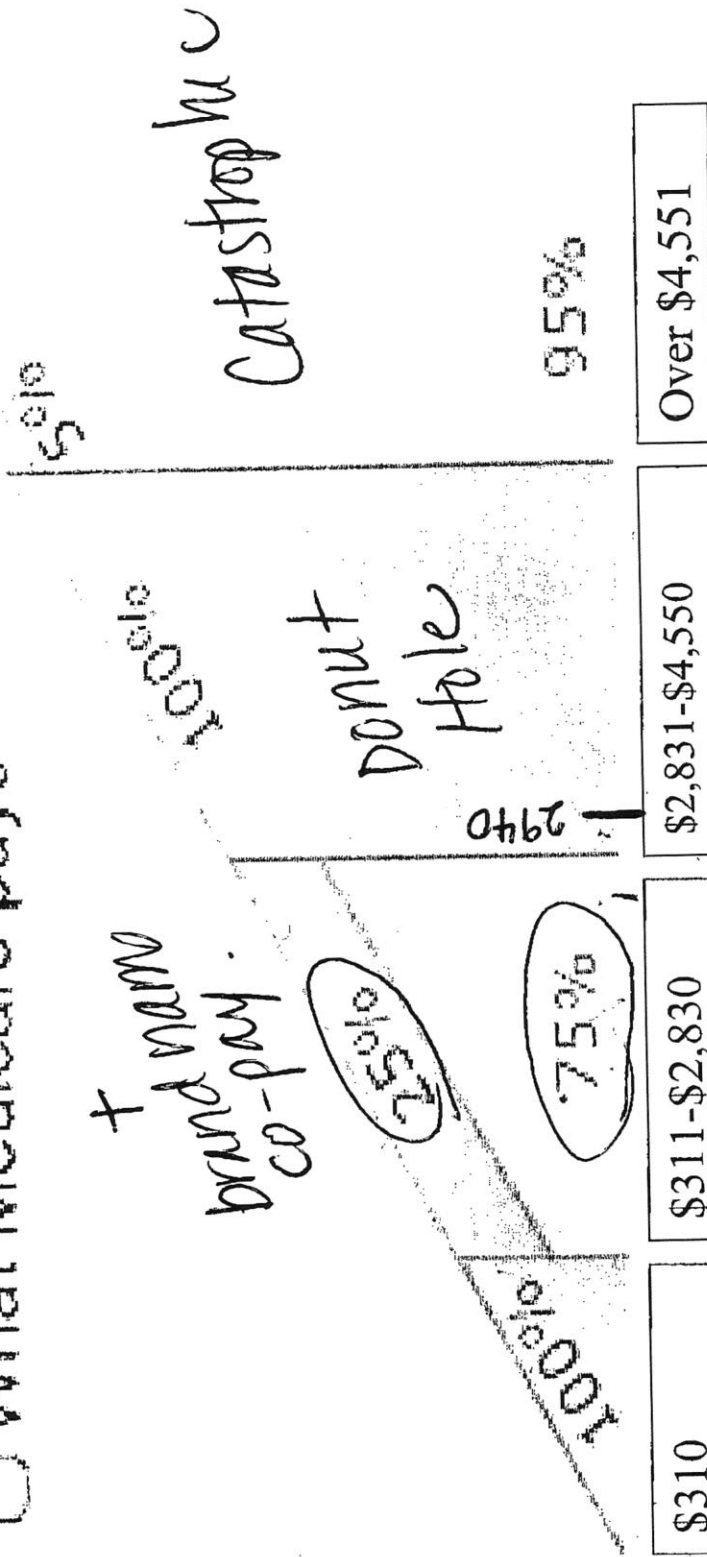 What Medicare pays
5%
Catastrophic
100%
+
brand name
co-pay.
Donut
Hole
2940
25%
75%
95%
100%
$310
$311-$2,830
$2,831-$4,550
Over $4,551